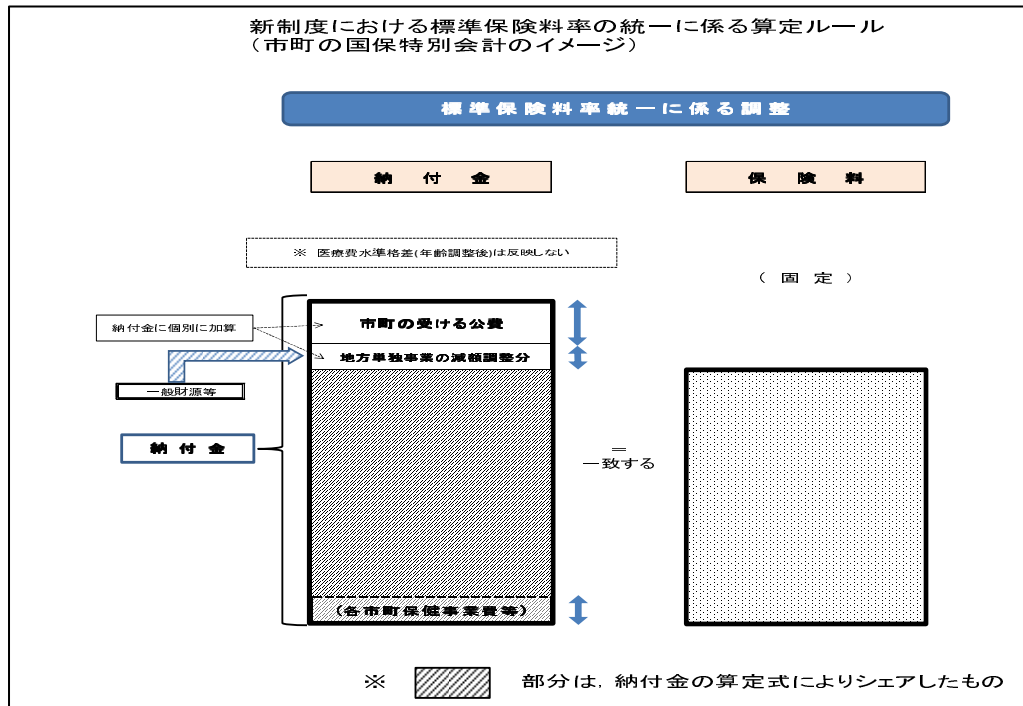 新制度における標準保険料率の統一に係る算定ルール
(市町の国保特別会計のイメージ)
標準保険料率統一に係る調整
納付金
保険料
※ 医療費水準格差(年齢調整後)は反映しない
(固定)
市町の受ける公費
納付金に個別に加算
地方単独事業の減額調整分
一般財源等
納付金
=
一致する
(各市町保健事業費等)
※ 部分は,納付金の算定式によりシェアしたもの